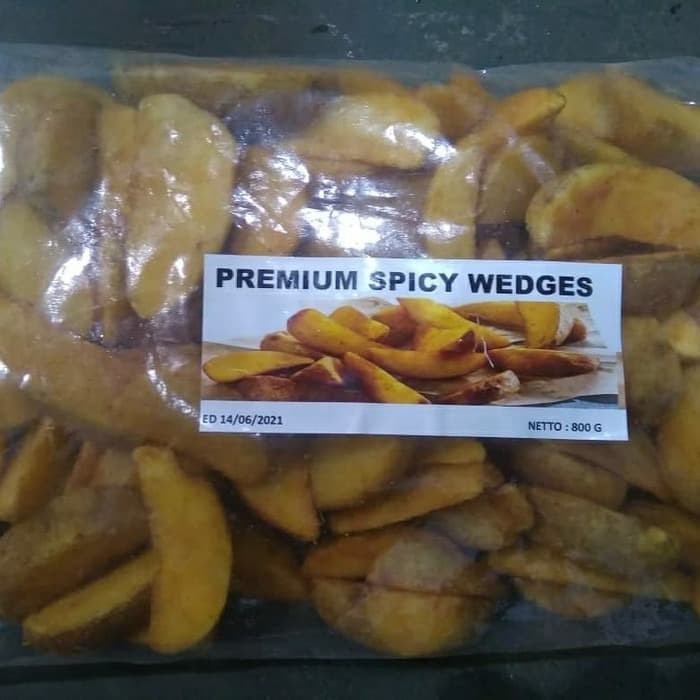 PREMIUM SPICY WEDGES
ED 14/06/2021
NETTO : 800 G